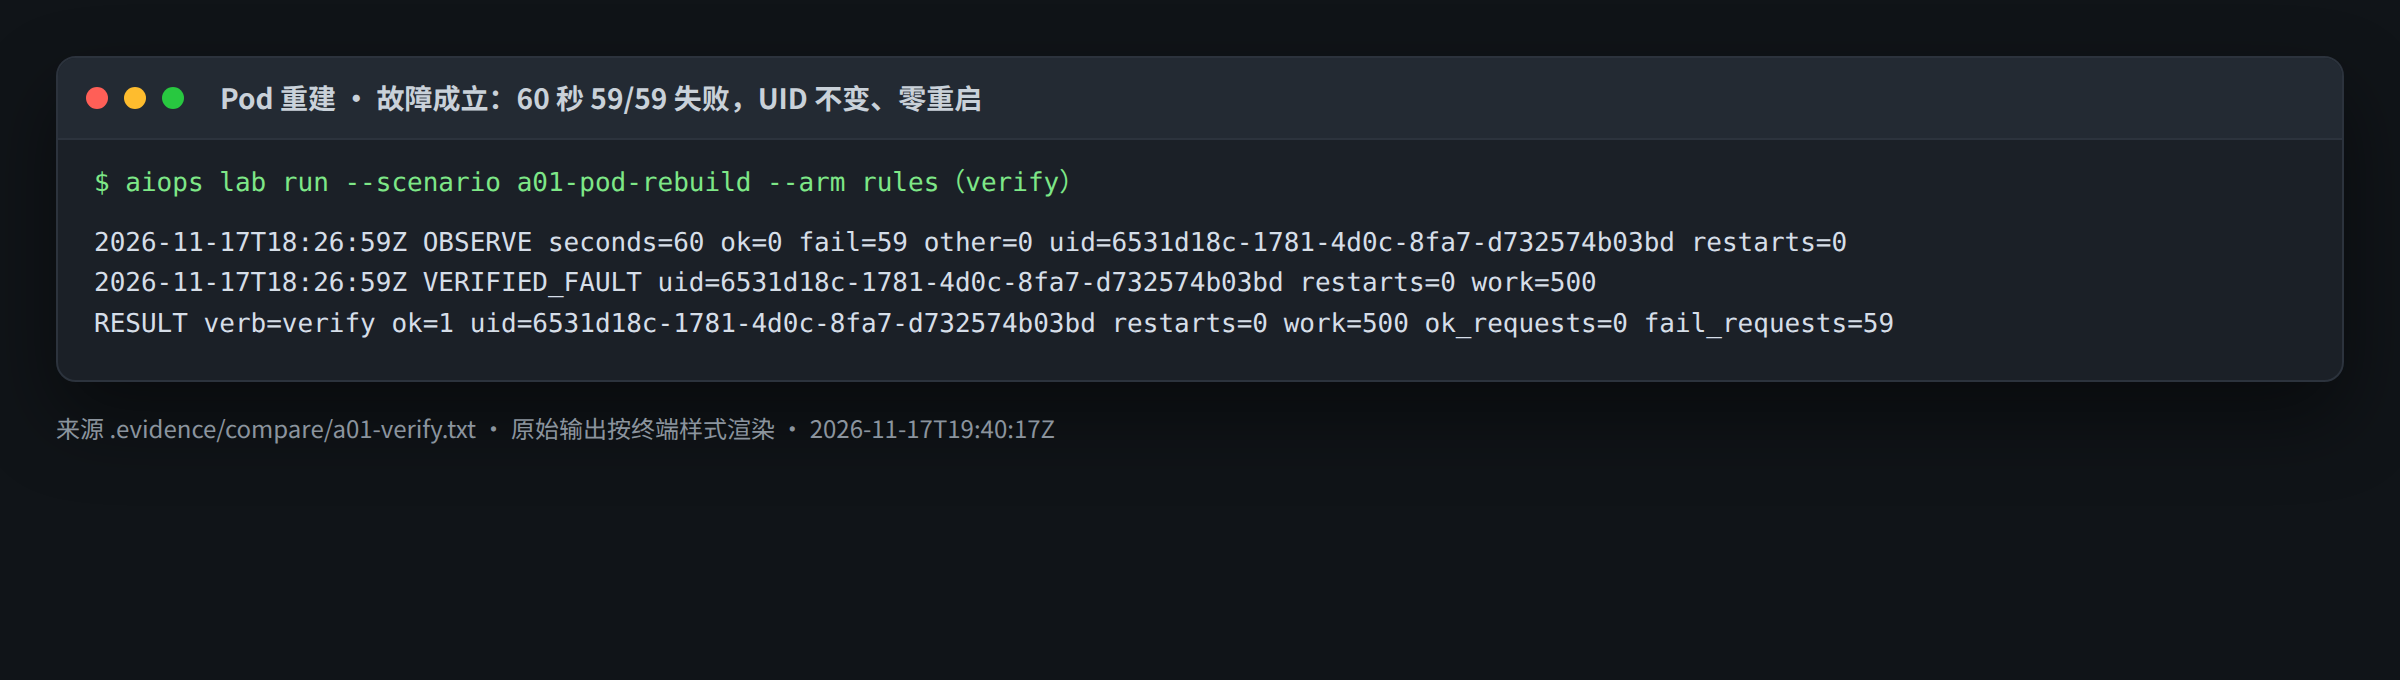 Pod 重建 · 故障成立：60 秒 59/59 失败，UID 不变、零重启
$ aiops lab run --scenario a01-pod-rebuild --arm rules（verify）
2026-11-17T18:26:59Z OBSERVE seconds=60 ok=0 fail=59 other=0 uid=6531d18c-1781-4d0c-8fa7-d732574b03bd restarts=0
2026-11-17T18:26:59Z VERIFIED_FAULT uid=6531d18c-1781-4d0c-8fa7-d732574b03bd restarts=0 work=500
RESULT verb=verify ok=1 uid=6531d18c-1781-4d0c-8fa7-d732574b03bd restarts=0 work=500 ok_requests=0 fail_requests=59
来源 .evidence/compare/a01-verify.txt · 原始输出按终端样式渲染 · 2026-11-17T19:40:17Z